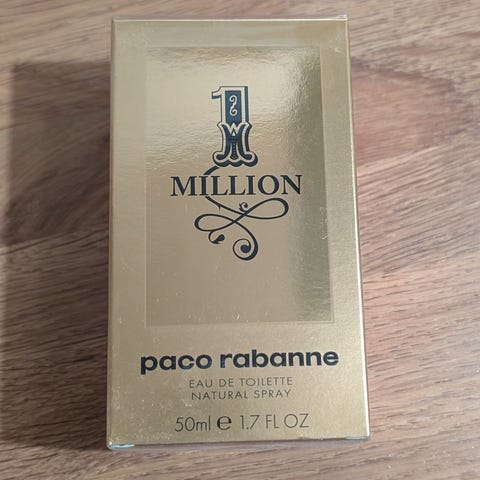 1
MILLION
paco rabanne
EAU DE TOILETTE
NATURAL SPRAY
50ml e 1.7 FL OZ